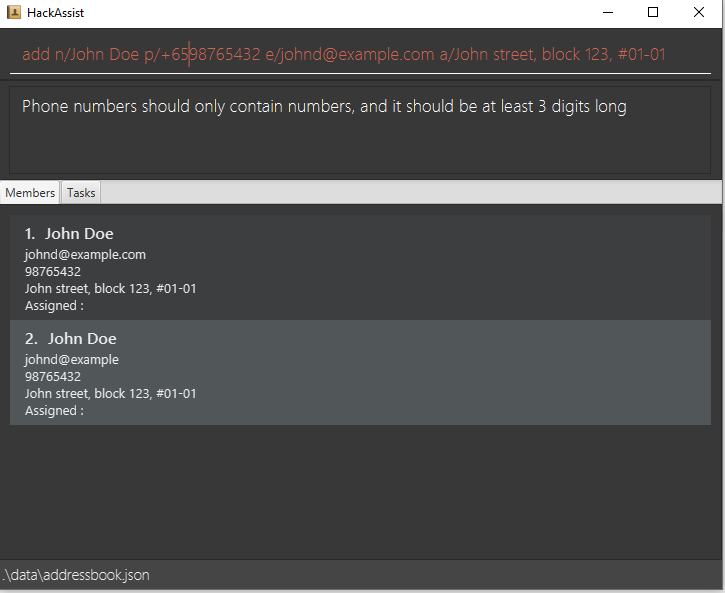 HackAssist
add n/John Doe p/+6598765432 e/johnd@example.com a/John street, block 123, #01-01
Phone numbers should only contain numbers, and it should be at least 3 digits long
Members Tasks
1. John Doe
johnd@example.com
98765432
John street, block 123, #01-01
Assigned :
2. John Doe
johnd@example
98765432
John street, block 123, #01-01
Assigned :
.\data\addressbook.json